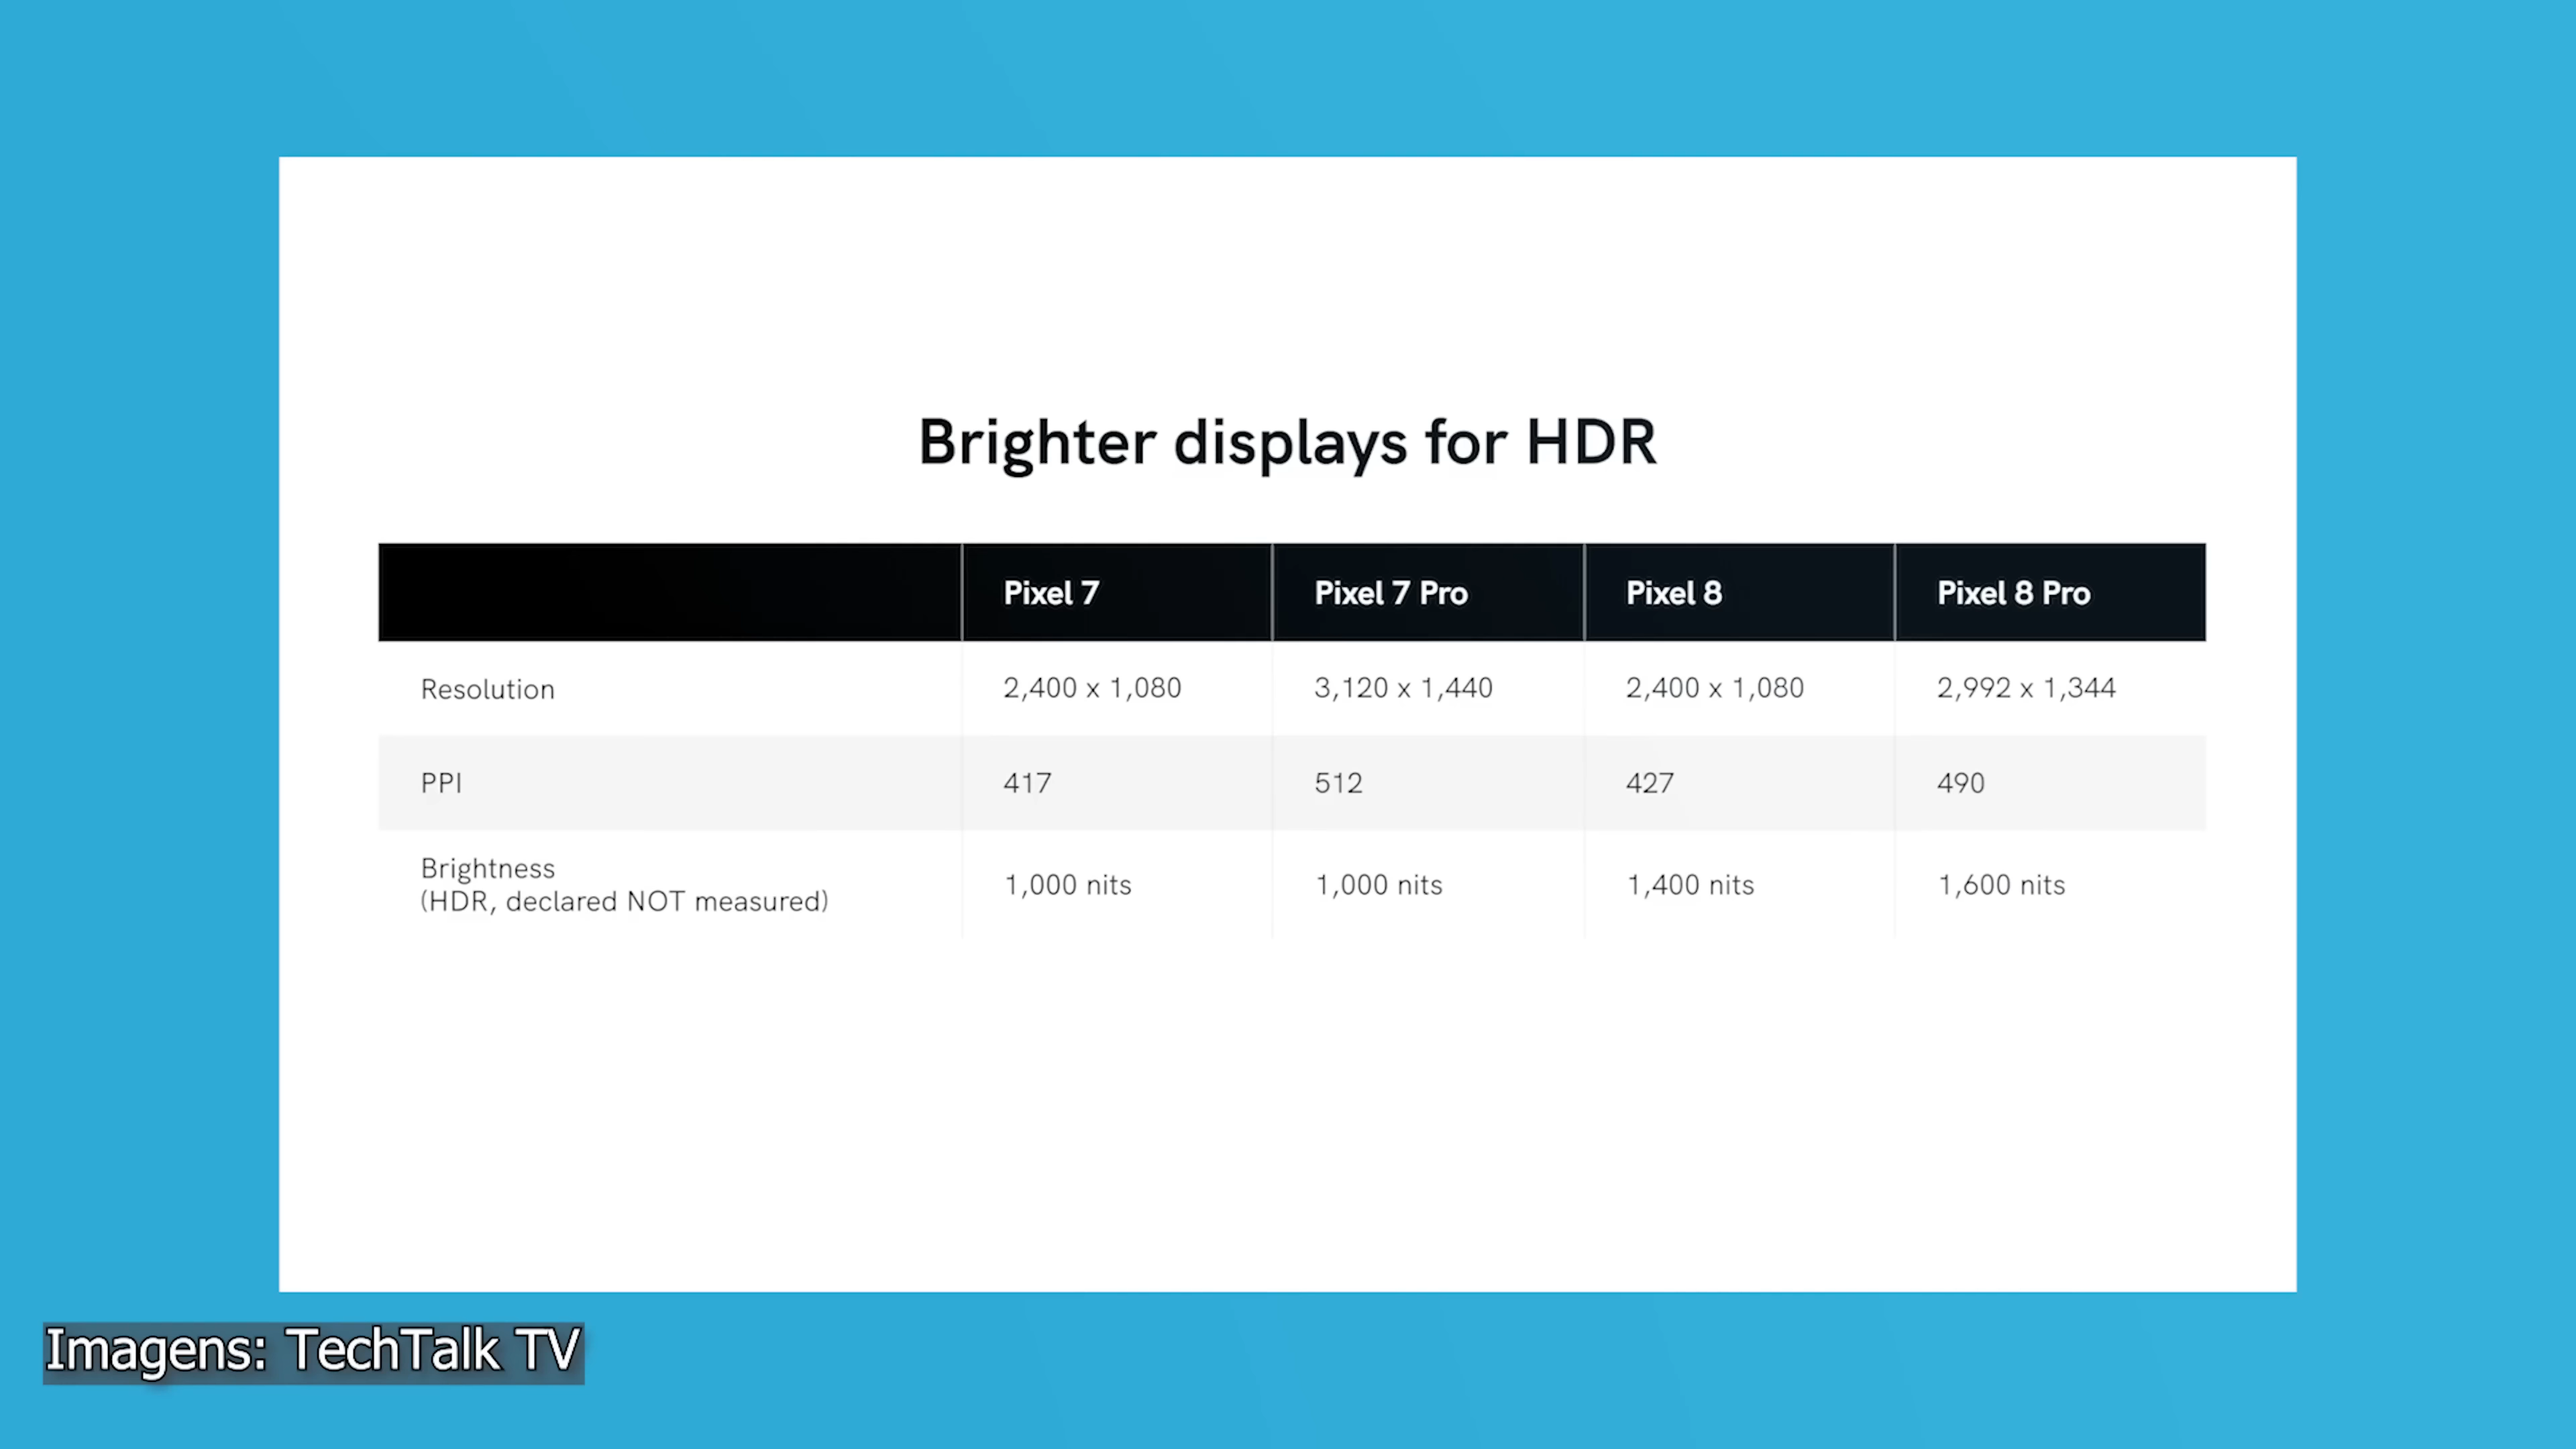 Brighter displays for HDR
Pixel 7 Pixel 7 Pro Pixel 8 Pixel 8 Pro
Resolution 2,400 x 1,080 3,120 x 1,440 2,400 x 1,080 2,992 x 1,344
PPI 417 512 427 490
Brightness
(HDR, declared NOT measured) 1,000 nits 1,000 nits 1,400 nits 1,600 nits
Imagens: TechTalk TV